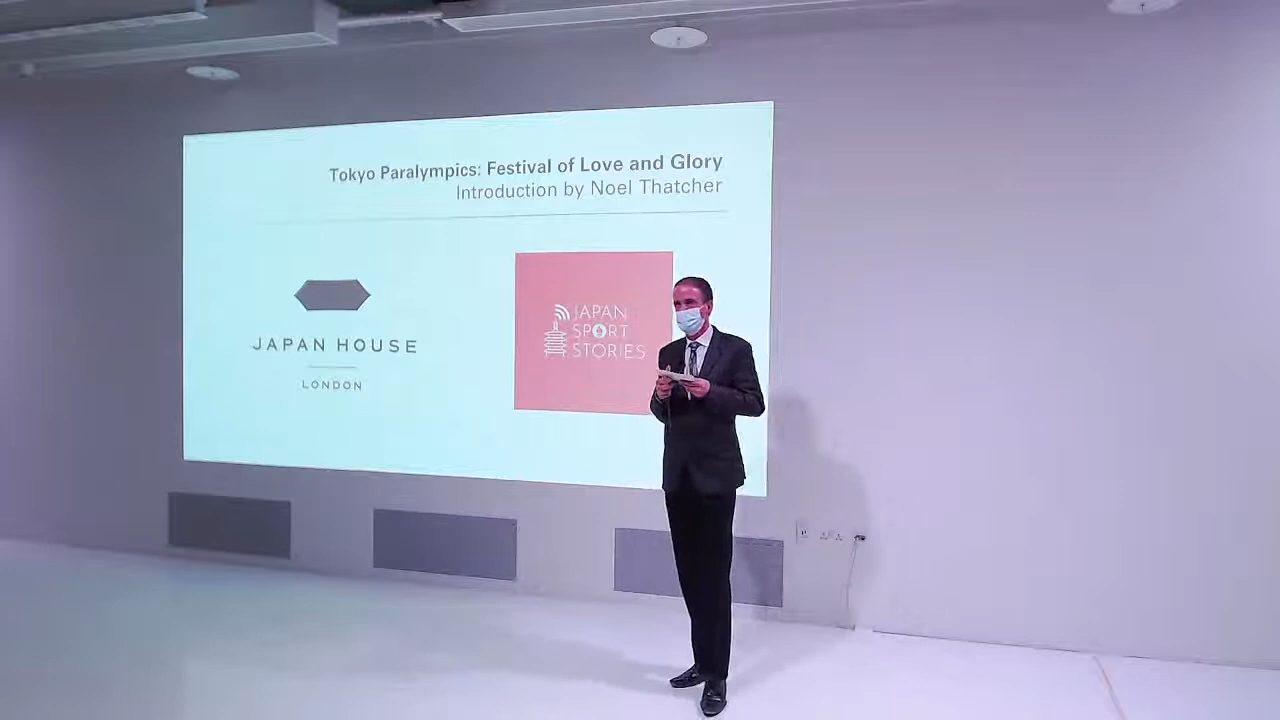 Tokyo Paralympics: Festival of Love and Glory
Introduction by Noel Thatcher
JAPAN HOUSE
LONDON
JAPAN
SPORT
STORIES